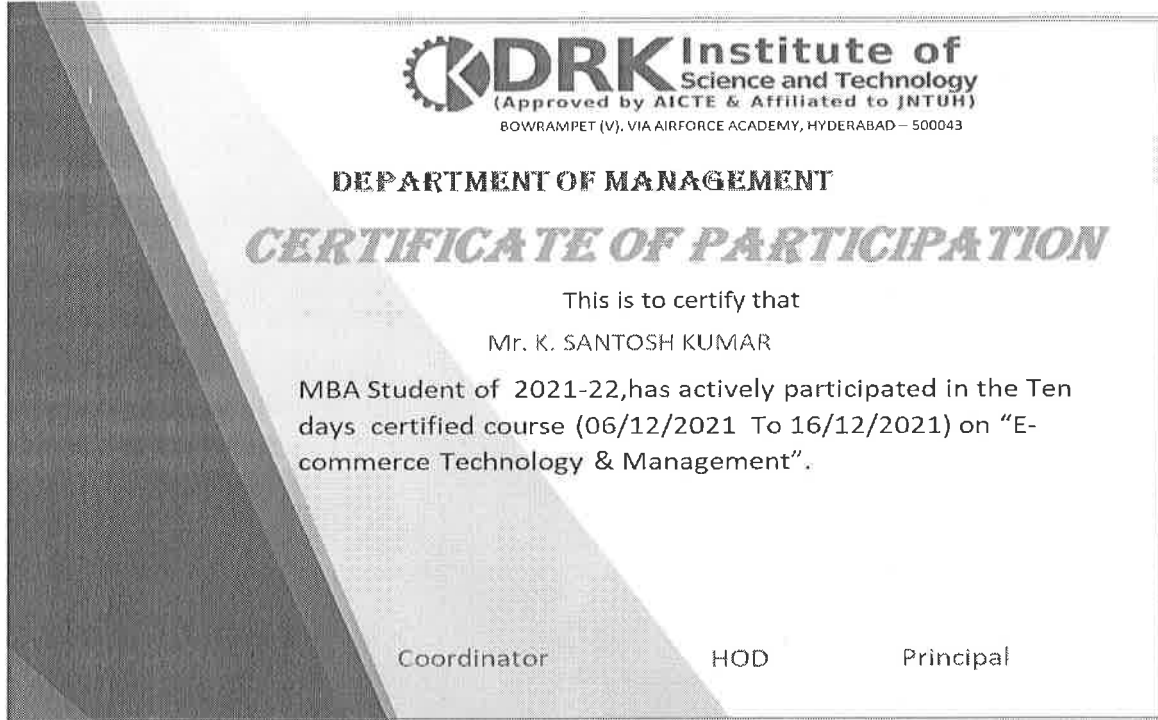 DRK Institute of
Science and Technology
(Approved by AICTE & Affiliated to JNTUH)
BOWRAMPET (V), VIA AIRFORCE ACADEMY, HYDERABAD – 500043
DEPARTMENT OF MANAGEMENT
CERTIFICATE OF PARTICIPATION
This is to certify that
Mr. K. SANTOSH KUMAR
MBA Student of 2021-22,has actively participated in the Ten
days certified course (06/12/2021 To 16/12/2021) on “E-
commerce Technology & Management”.
Coordinator HOD Principal